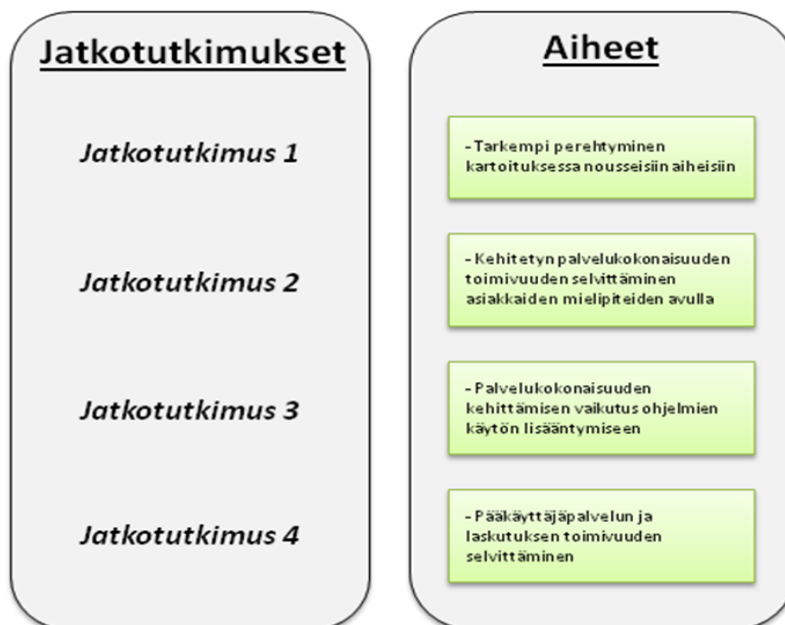 Jatkotutkimukset
Aiheet
Jatkotutkimus 1
- Tarkempi perehtyminen
kartoituksessa nousseisiin aiheisiin
Jatkotutkimus 2
- Kehitetyn palvelukokonaisuuden
toimivuuden selvittäminen
asiakkaiden mielipiteiden avulla
Jatkotutkimus 3
- Palvelukokonaisuuden
kehittämisen vaikutus ohjelmien
käytön lisääntymiseen
Jatkotutkimus 4
- Pääkäyttäjäpalvelun ja
laskutuksen toimivuuden
selvittäminen